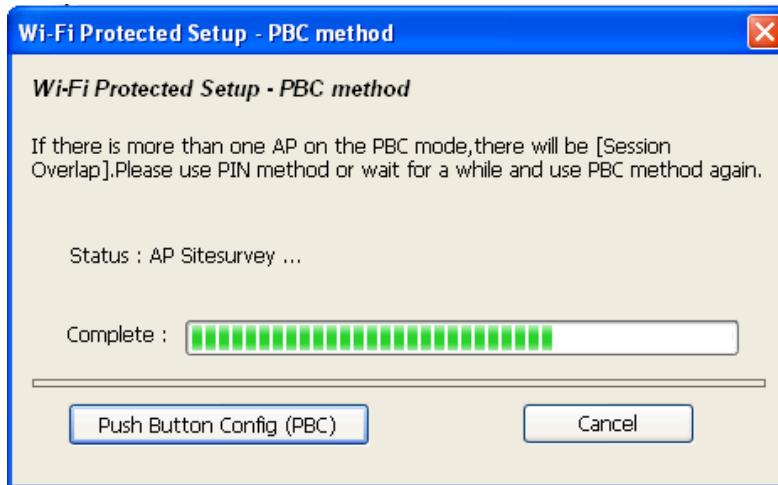 Wi-Fi Protected Setup - PBC method
Wi-Fi Protected Setup - PBC method
If there is more than one AP on the PBC mode,there will be [Session
Overlap].Please use PIN method or wait for a while and use PBC method again.
Status : AP Sitesurvey ...
Complete :
Push Button Config (PBC)
Cancel